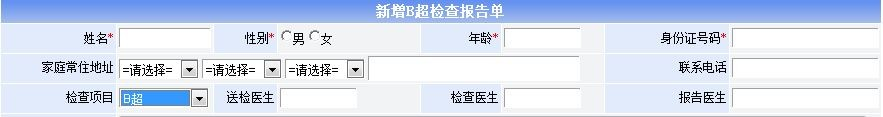 新增B超检查报告单
姓名* 性别* 男 女 年龄* 身份证号码*
家庭常住地址 =请选择= =请选择= =请选择= 联系电话
检查项目 B超 送检医生 检查医生 报告医生